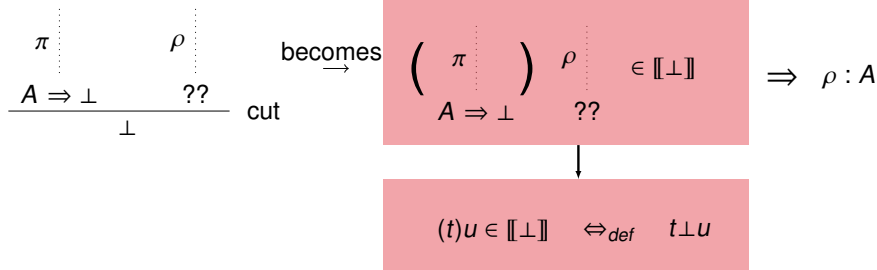 becomes
π ρ → ( π ) ρ ∈ ⟦⊥⟧ ⇒ ρ : A
A ⇒ ⊥ ?? cut A ⇒ ⊥ ??
⊥
(t)u ∈ ⟦⊥⟧ ⇔def t⊥u